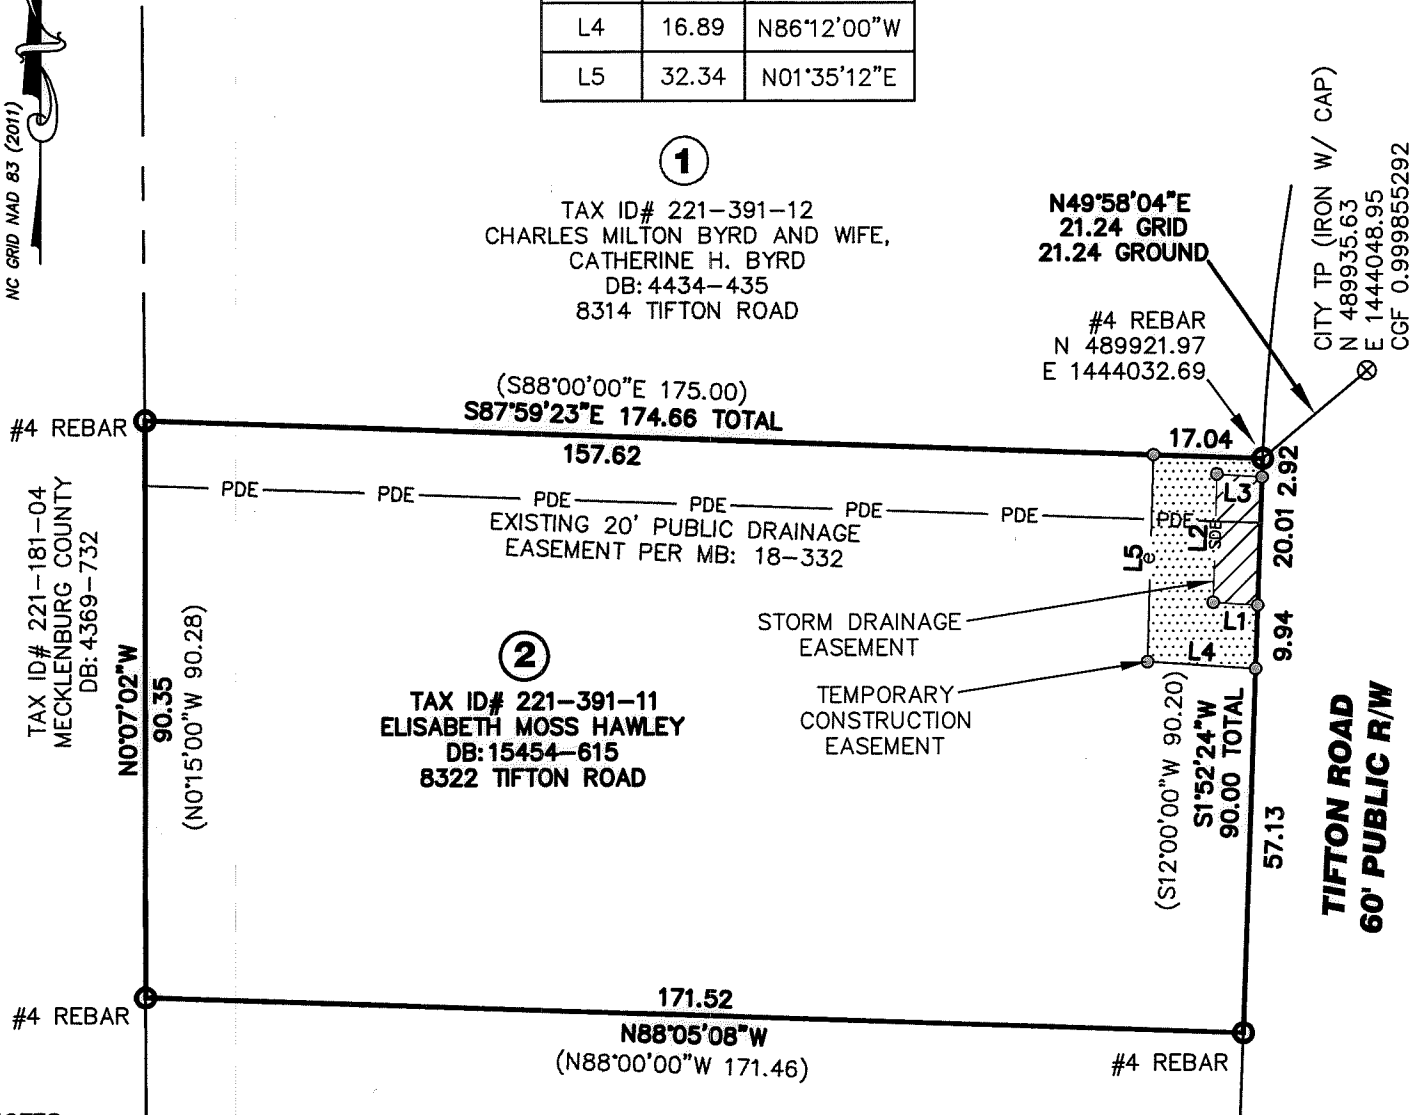 L4 16.89 N86°12'00"W
L5 32.34 N01°35'12"E
NC GRID NAD 83 (2011)
1
TAX ID# 221-391-12
CHARLES MILTON BYRD AND WIFE,
CATHERINE H. BYRD
DB: 4434-435
8314 TIFTON ROAD
N49°58'04"E
21.24 GRID
21.24 GROUND
CITY TP (IRON W/ CAP)
N 489935.63
E 1444048.95
CGF 0.9998855292
#4 REBAR
N 489921.97
E 1444032.69
(S88°00'00"E 175.00)
S87°59'23"E 174.66 TOTAL
157.62
17.04
#4 REBAR
2.92
L3
PDE PDE PDE PDE PDE PDE PDE
EXISTING 20' PUBLIC DRAINAGE
EASEMENT PER MB: 18-332
L5
e
L2
SDE
20.01
TAX ID# 221-181-04
MECKLENBURG COUNTY
DB: 4369-732
N0°07'02"W
90.35
(N0°15'00"W 90.28)
STORM DRAINAGE
EASEMENT
L1
9.94
L4
2
TAX ID# 221-391-11
ELISABETH MOSS HAWLEY
DB: 15454-615
8322 TIFTON ROAD
TEMPORARY
CONSTRUCTION
EASEMENT
(S12°00'00"W 90.20)
S1°52'24"W
90.00 TOTAL
57.13
TIFTON ROAD
60' PUBLIC R/W
#4 REBAR
171.52
N88°05'08"W
(N88°00'00"W 171.46)
#4 REBAR